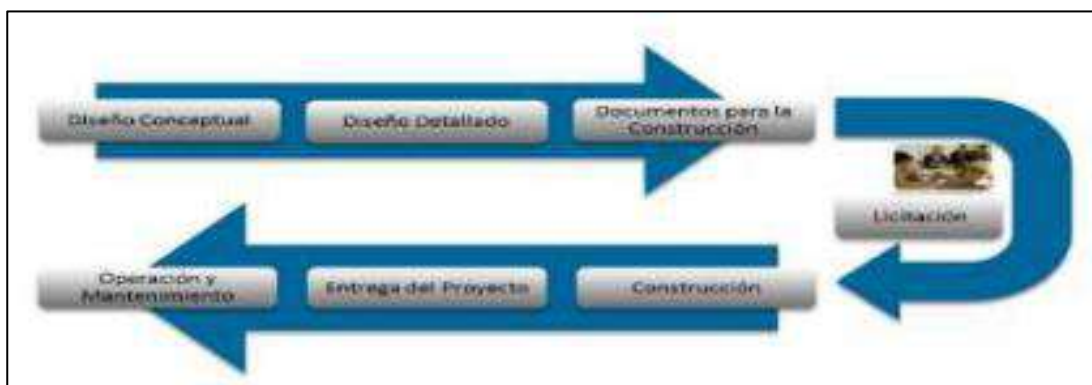 Diseño Conceptual
Diseño Detallado
Documentos para la
Construcción
Licitación
Operación y
Mantenimiento
Entrega del Proyecto
Construcción